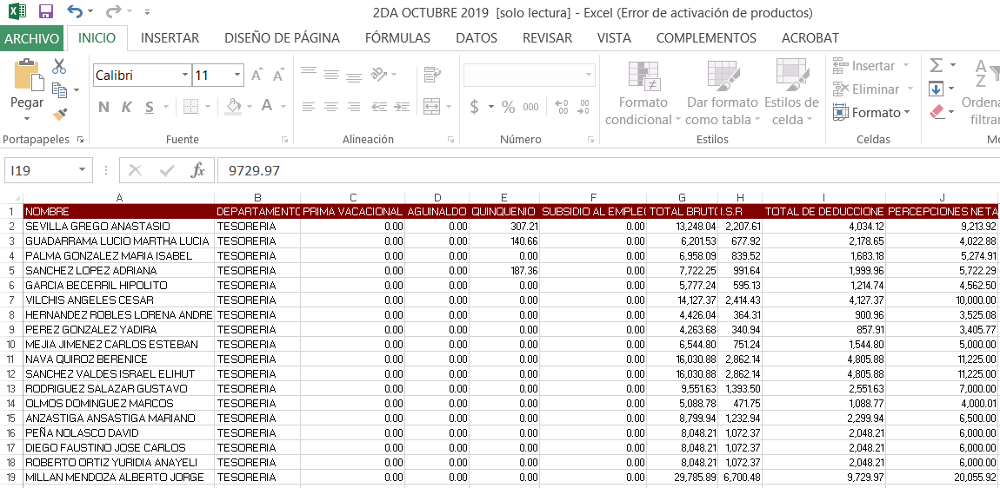 2DA OCTUBRE 2019 [solo lectura] - Excel (Error de activación de productos)
ARCHIVO INICIO INSERTAR DISEÑO DE PÁGINA FÓRMULAS DATOS REVISAR VISTA COMPLEMENTOS ACROBAT
Calibri 11 Insertar
Pegar N K S $ % 000 Formato condicional Dar formato como tabla Estilos de celda Eliminar Ordena filtrar
Formato
Portapapeles Fuente Alineación Número Estilos Celdas
I19 fx 9729.97
A B C D E F G H I J
1 NOMBRE DEPARTAMENTO PRIMA VACACIONAL AGUINALDO QUINQUENIO SUBSIDIO AL EMPLEO TOTAL BRUTO I.S.R TOTAL DE DEDUCCIONE PERCEPCIONES NETA
2 SEVILLA GREGO ANASTASIO TESORERIA 0.00 0.00 307.21 0.00 13,248.04 2,207.61 4,034.12 9,213.92
3 GUADARRAMA LUCIO MARTHA LUCIA TESORERIA 0.00 0.00 140.66 0.00 6,201.53 677.92 2,178.65 4,022.88
4 PALMA GONZALEZ MARIA ISABEL TESORERIA 0.00 0.00 0.00 0.00 6,958.09 839.52 1,683.18 5,274.91
5 SANCHEZ LOPEZ ADRIANA TESORERIA 0.00 0.00 187.36 0.00 7,722.25 991.64 1,999.96 5,722.29
6 GARCIA BECERRIL HIPOLITO TESORERIA 0.00 0.00 0.00 0.00 5,777.24 595.13 1,214.74 4,562.50
7 VILCHIS ANGELES CESAR TESORERIA 0.00 0.00 0.00 0.00 14,127.37 2,414.43 4,127.37 10,000.00
8 HERNANDEZ ROBLES LORENA ANDRE TESORERIA 0.00 0.00 0.00 0.00 4,426.04 364.31 900.96 3,525.08
9 PEREZ GONZALEZ YADIRA TESORERIA 0.00 0.00 0.00 0.00 4,263.68 340.94 857.91 3,405.77
10 MEJIA JIMENEZ CARLOS ESTEBAN TESORERIA 0.00 0.00 0.00 0.00 6,544.80 751.24 1,544.80 5,000.00
11 NAVA QUIROZ BERENICE TESORERIA 0.00 0.00 0.00 0.00 16,030.88 2,862.14 4,805.88 11,225.00
12 SANCHEZ VALDES ISRAEL ELIHUT TESORERIA 0.00 0.00 0.00 0.00 16,030.88 2,862.14 4,805.88 11,225.00
13 RODRIGUEZ SALAZAR GUSTAVO TESORERIA 0.00 0.00 0.00 0.00 9,551.63 1,393.50 2,551.63 7,000.00
14 OLMOS DOMINGUEZ MARCOS TESORERIA 0.00 0.00 0.00 0.00 5,088.78 471.75 1,088.77 4,000.01
15 ANZASTIGA ANSASTIGA MARIANO TESORERIA 0.00 0.00 0.00 0.00 8,799.94 1,232.94 2,299.94 6,500.00
16 PEÑA NOLASCO DAVID TESORERIA 0.00 0.00 0.00 0.00 8,048.21 1,072.37 2,048.21 6,000.00
17 DIEGO FAUSTINO JOSE CARLOS TESORERIA 0.00 0.00 0.00 0.00 8,048.21 1,072.37 2,048.21 6,000.00
18 ROBERTO ORTIZ YURIDIA ANAYELI TESORERIA 0.00 0.00 0.00 0.00 8,048.21 1,072.37 2,048.21 6,000.00
19 MILLAN MENDOZA ALBERTO JORGE TESORERIA 0.00 0.00 0.00 0.00 29,785.89 6,700.48 9,729.97 20,055.92